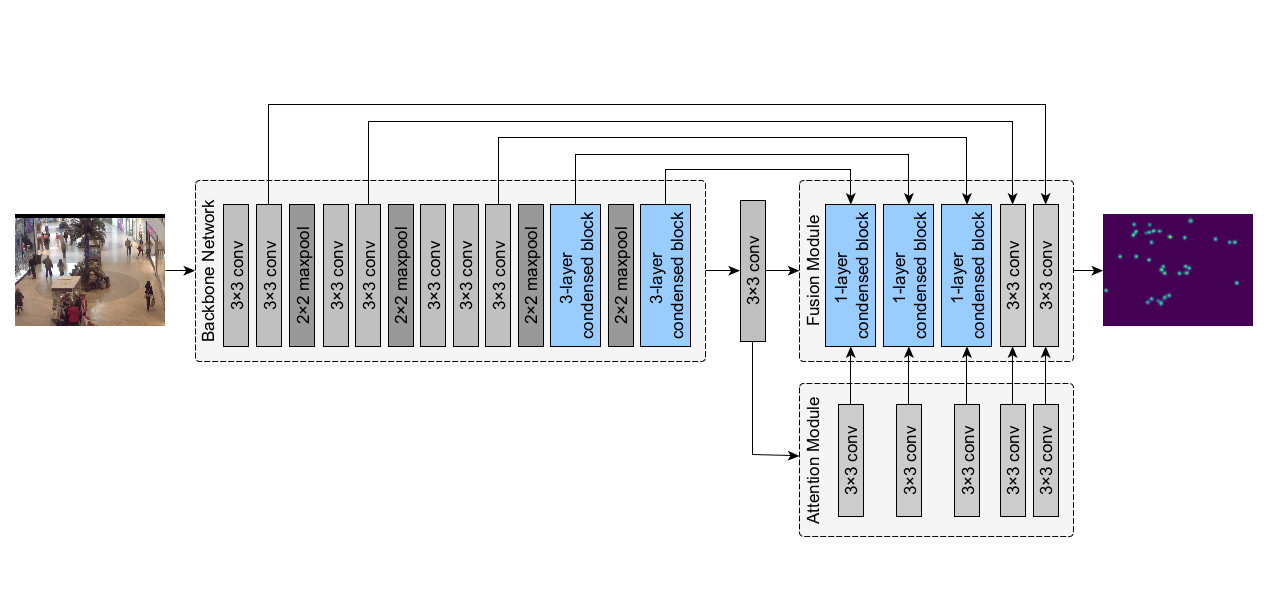 Backbone Network
3×3 conv
3×3 conv
2×2 maxpool
3×3 conv
3×3 conv
2×2 maxpool
3×3 conv
3×3 conv
3×3 conv
2×2 maxpool
3-layer
condensed block
2×2 maxpool
3-layer
condensed block
3×3 conv
Fusion Module
1-layer
condensed block
1-layer
condensed block
1-layer
condensed block
3×3 conv
3×3 conv
Attention Module
3×3 conv
3×3 conv
3×3 conv
3×3 conv
3×3 conv